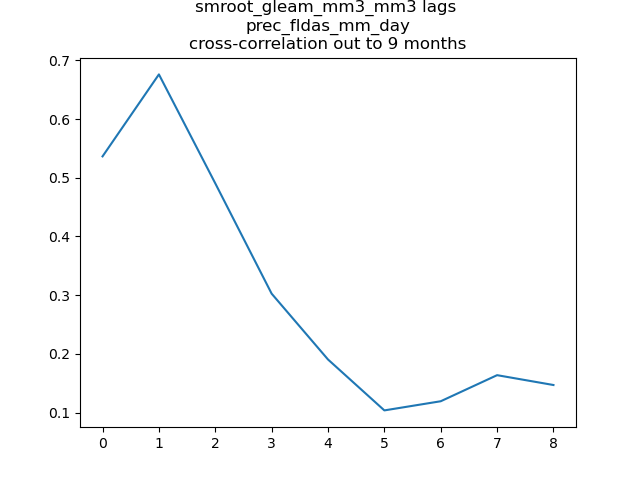 smroot_gleam_mm3_mm3 lags
prec_fldas_mm_day
cross-correlation out to 9 months
0.7
0.6
0.5
0.4
0.3
0.2
0.1
0 1 2 3 4 5 6 7 8